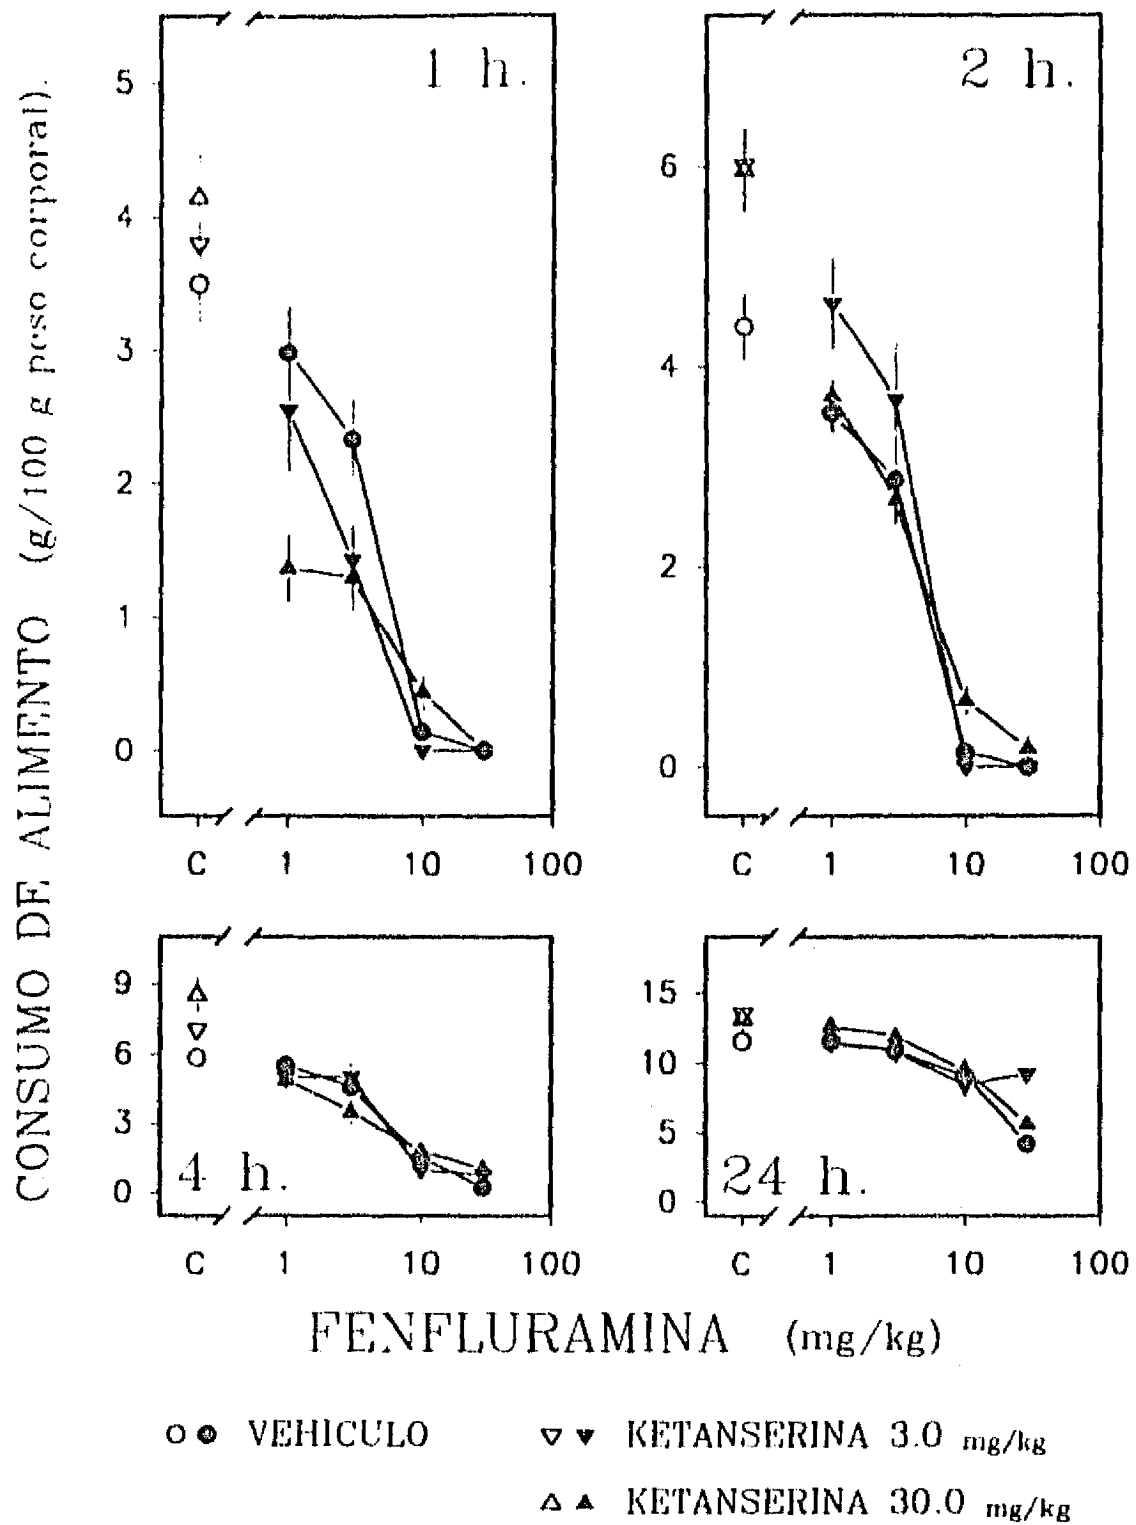 CONSUMO DE ALIMENTO (g/100 g peso corporal).
1 h.
5
4
3
2
1
0
C 1 10 100
2 h.
6
4
2
0
C 1 10 100
9
6
3
0
4 h.
C 1 10 100
15
10
5
0
24 h.
C 1 10 100
FENFLURAMINA (mg/kg)
VEHICULO
KETANSERINA 3.0 mg/kg
KETANSERINA 30.0 mg/kg